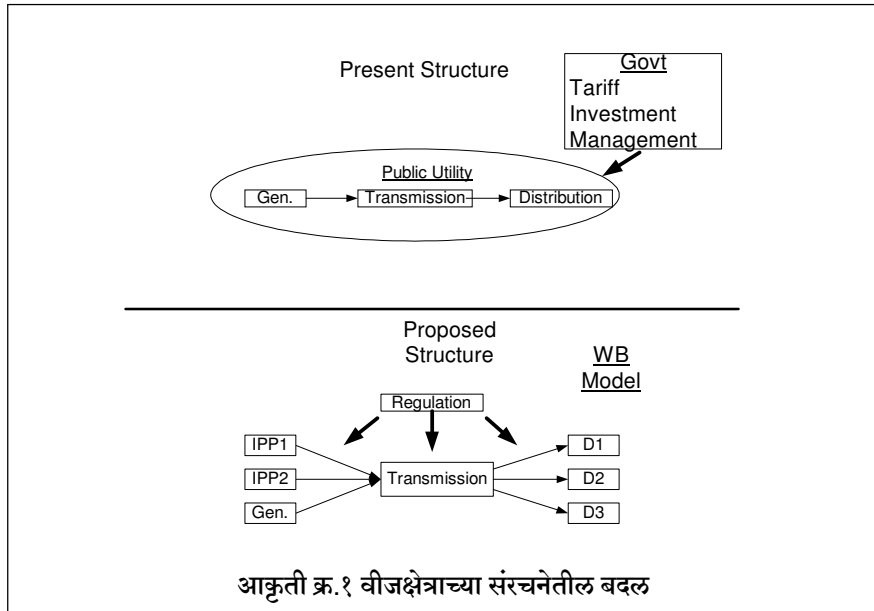 Present Structure
Govt
Tariff
Investment
Management
Public Utility
Gen.
Transmission
Distribution
Proposed
Structure
WB
Model
Regulation
IPP1
IPP2
Gen.
Transmission
D1
D2
D3
आकृती क्र.१ वीजक्षेत्राच्या संरचनेतील बदल